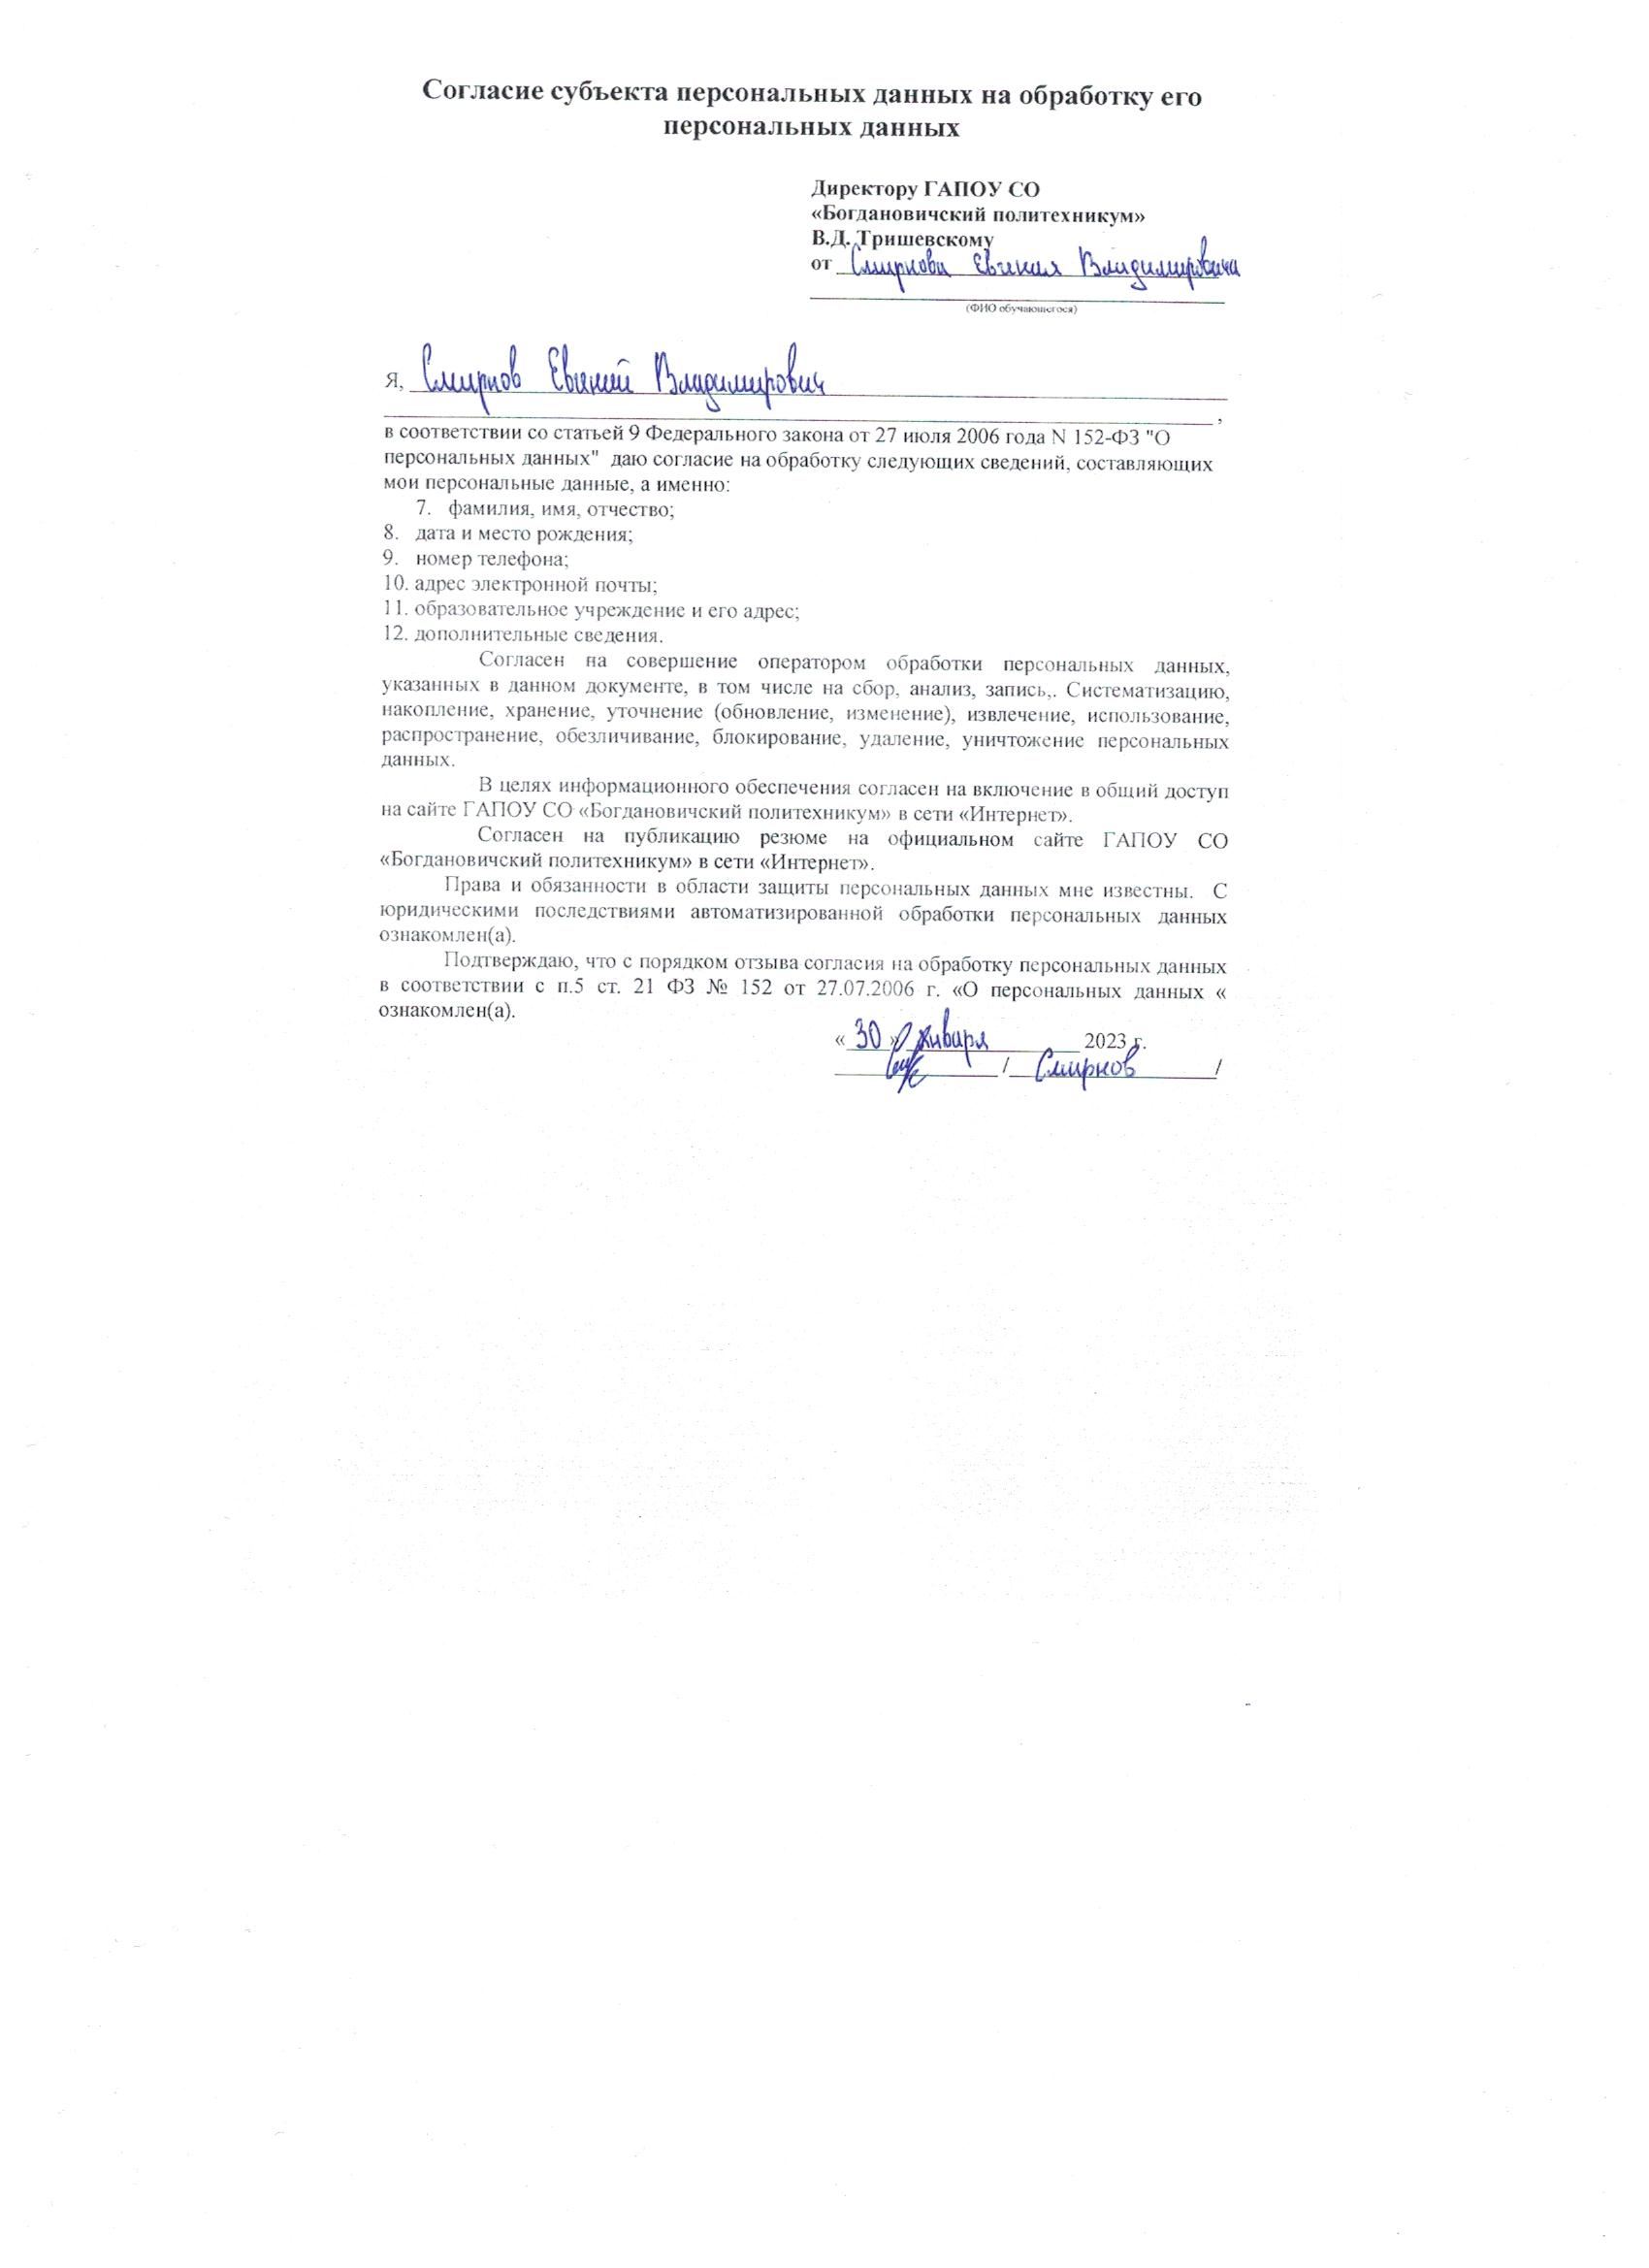 Согласие субъекта персональных данных на обработку его
персональных данных
Директору ГАПОУ СО
«Богдановичский политехникум»
В.Д. Тришевскому
от Смирнова Евгения Владимировича
(ФИО обучающегося)
Я, Смирнов Евгений Владимирович
,
в соответствии со статьей 9 Федерального закона от 27 июля 2006 года N 152-ФЗ "О
персональных данных" даю согласие на обработку следующих сведений, составляющих
мои персональные данные, а именно:
7. фамилия, имя, отчество;
8. дата и место рождения;
9. номер телефона;
10. адрес электронной почты;
11. образовательное учреждение и его адрес;
12. дополнительные сведения.
Согласен на совершение оператором обработки персональных данных,
указанных в данном документе, в том числе на сбор, анализ, запись,. Систематизацию,
накопление, хранение, уточнение (обновление, изменение), извлечение, использование,
распространение, обезличивание, блокирование, удаление, уничтожение персональных
данных.
В целях информационного обеспечения согласен на включение в общий доступ
на сайте ГАПОУ СО «Богдановичский политехникум» в сети «Интернет».
Согласен на публикацию резюме на официальном сайте ГАПОУ СО
«Богдановичский политехникум» в сети «Интернет».
Права и обязанности в области защиты персональных данных мне известны. С
юридическими последствиями автоматизированной обработки персональных данных
ознакомлен(а).
Подтверждаю, что с порядком отзыва согласия на обработку персональных данных
в соответствии с п.5 ст. 21 ФЗ № 152 от 27.07.2006 г. «О персональных данных «
ознакомлен(а).
«30» Января 2023 г.
/ Смирнов /